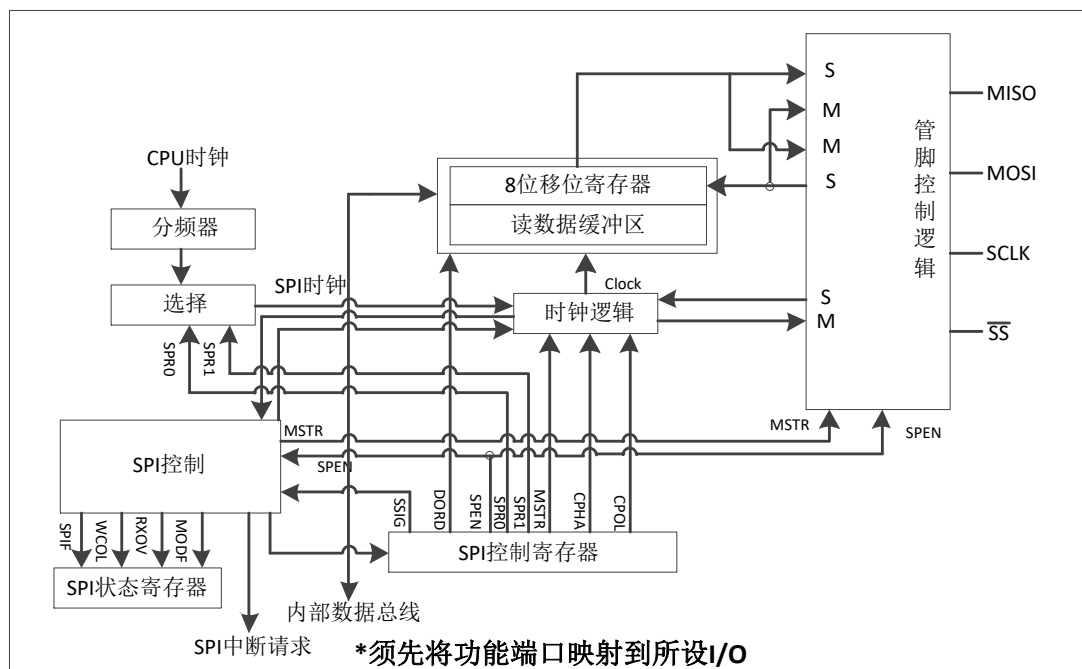 S
MISO
M
CPU时钟
M
管脚控制逻辑
8位移位寄存器
S
MOSI
分频器
读数据缓冲区
SCLK
SPI时钟
Clock
选择
S
时钟逻辑
M
SS
SPR0
SPR1
MSTR
MSTR
SPEN
SPI控制
SPEN
SSIG
DORD
SPEN
SPR0
SPR1
MSTR
CPHA
CPOL
SPIF
WCOL
RXOV
MODF
SPI控制寄存器
SPI状态寄存器
内部数据总线
SPI中断请求
*须先将功能端口映射到所设I/O